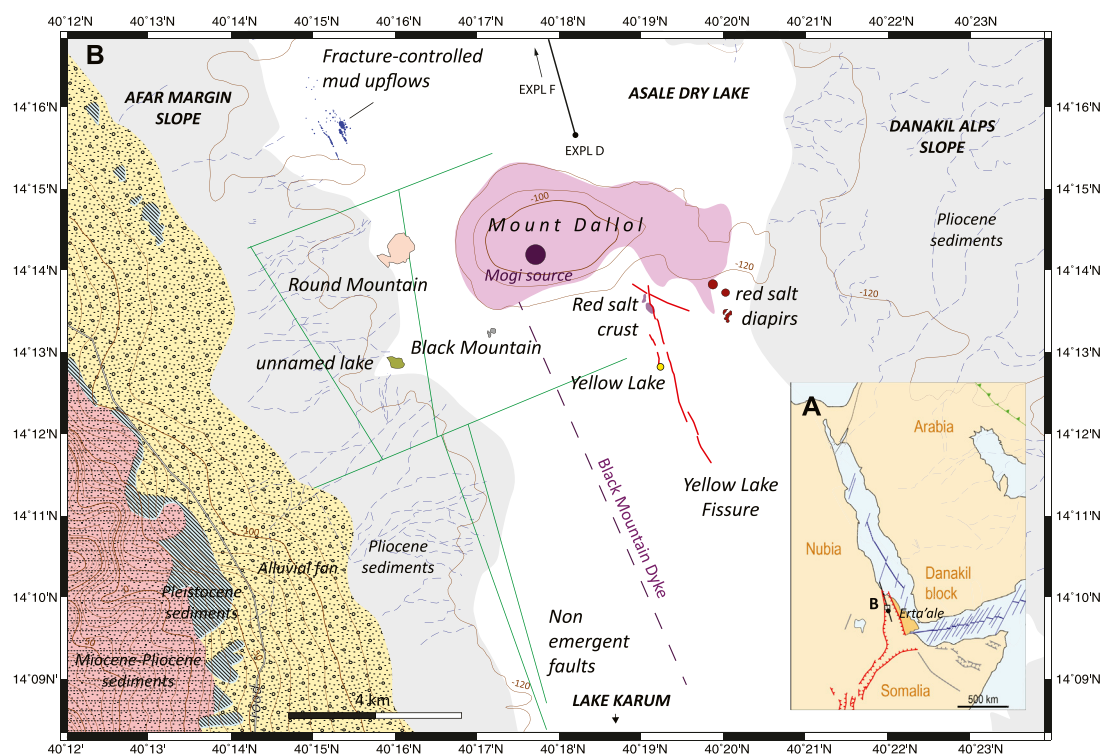 40˚12' 40˚13' 40˚14' 40˚15' 40˚16' 40˚17' 40˚18' 40˚19' 40˚20' 40˚21' 40˚22' 40˚23'
B
Fracture-controlled
mud upflows
AFAR MARGIN
SLOPE
EXPL F
EXPL D
ASALE DRY LAKE
DANAKIL ALPS
SLOPE
14˚16'
14˚16'
14˚15'
14˚15'
-100
Mount Dallol
Mogi source
Pliocene
sediments
14˚14'
14˚14'
-120
-120
Round Mountain
Red salt
crust
red salt
diapirs
14˚13'
14˚13'
unnamed lake
Black Mountain
Yellow Lake
14˚12'
14˚12'
Black Mountain Dyke
Yellow Lake
Fissure
14˚11'
14˚11'
100
Pliocene
sediments
Alluvial fan
14˚10'
14˚10'
Pleistocene
sediments
Non
emergent
faults
Miocene-Pliocene
sediments
14˚09'
14˚09'
road
-120
4 km
LAKE KARUM
A
Arabia
Nubia
Danakil
block
B
Erta'ale
Somalia
500 km
40˚12' 40˚13' 40˚14' 40˚15' 40˚16' 40˚17' 40˚18' 40˚19' 40˚20' 40˚21' 40˚22' 40˚23'